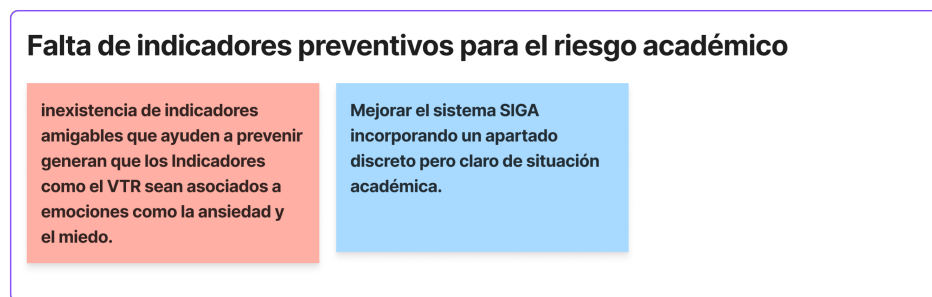 Falta de indicadores preventivos para el riesgo académico
inexistencia de indicadores
amigables que ayuden a prevenir
generan que los Indicadores
como el VTR sean asociados a
emociones como la ansiedad y
el miedo.
Mejorar el sistema SIGA
incorporando un apartado
discreto pero claro de situación
académica.